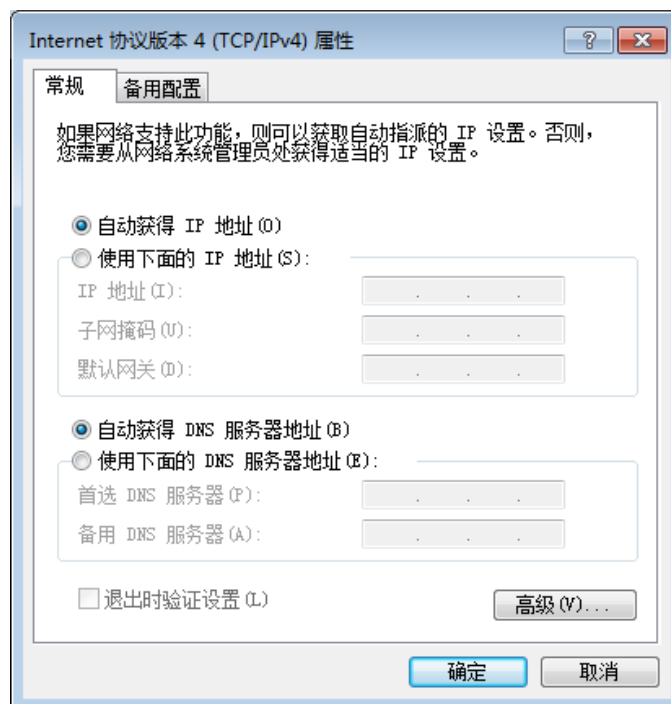 Internet 协议版本 4 (TCP/IPv4) 属性
常规
备用配置
如果网络支持此功能，则可以获取自动指派的 IP 设置。否则，
您需要从网络系统管理员处获得适当的 IP 设置。
自动获得 IP 地址(O)
使用下面的 IP 地址(S):
IP 地址(I):
子网掩码(U):
默认网关(D):
自动获得 DNS 服务器地址(B)
使用下面的 DNS 服务器地址(E):
首选 DNS 服务器(P):
备用 DNS 服务器(A):
退出时验证设置(L)
高级(V)...
确定
取消